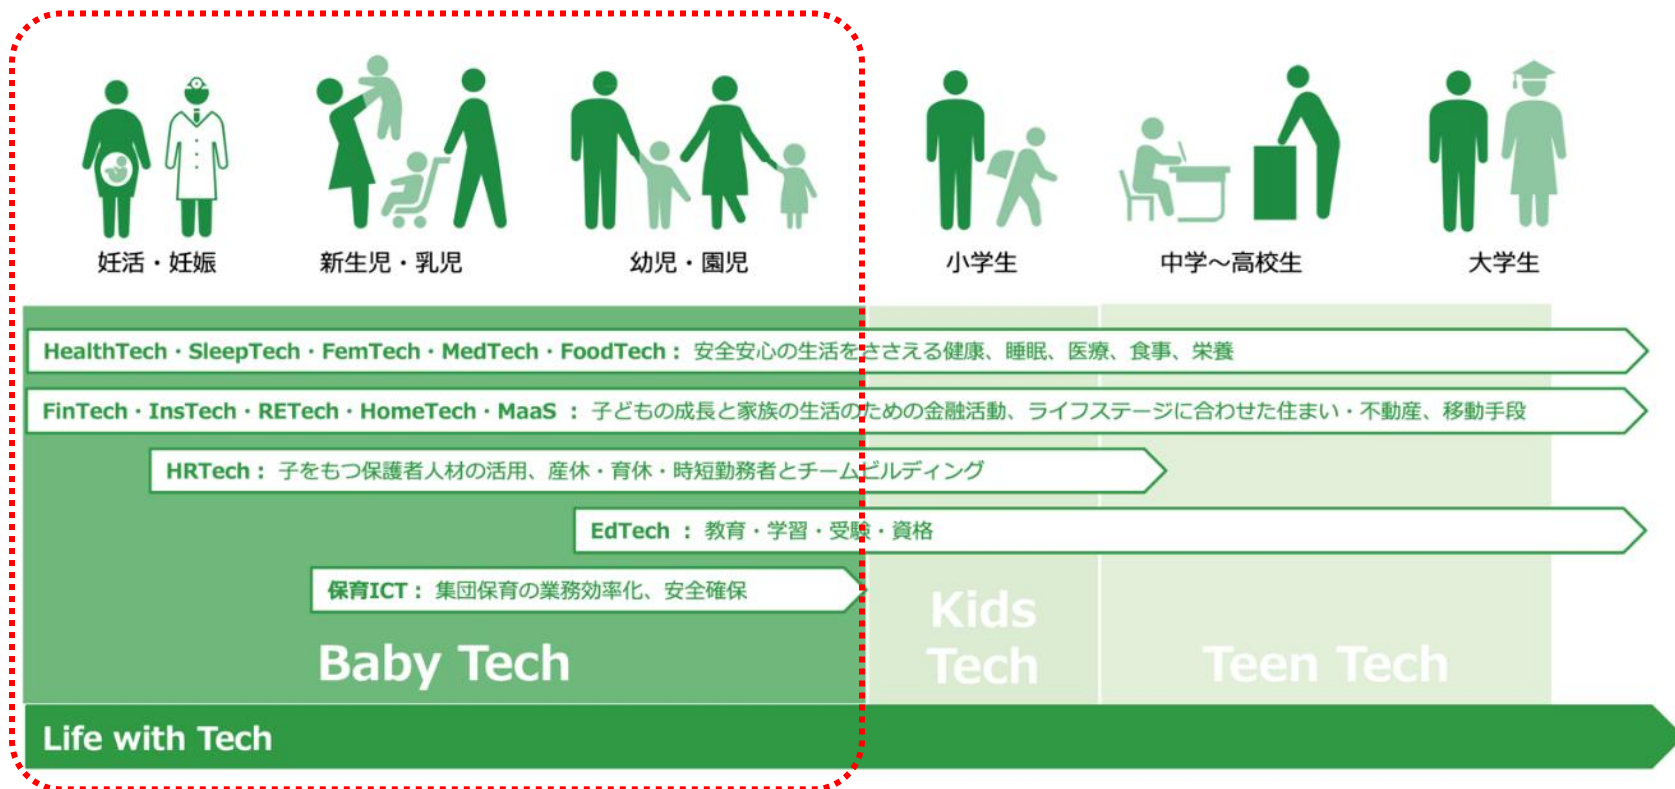 妊活・妊娠
新生児・乳児
幼児・園児
小学生
中学～高校生
大学生
HealthTech・SleepTech・FemTech・MedTech・FoodTech： 安全安心の生活をささえる健康、睡眠、医療、食事、栄養
FinTech・InsTech・RETech・HomeTech・MaaS ： 子どもの成長と家族の生活のための金融活動、ライフステージに合わせた住まい・不動産、移動手段
HRTech： 子をもつ保護者人材の活用、産休・育休・時短勤務者とチームビルディング
EdTech ： 教育・学習・受験・資格
保育ICT： 集団保育の業務効率化、安全確保
Baby Tech
Kids
Tech
Teen Tech
Life with Tech